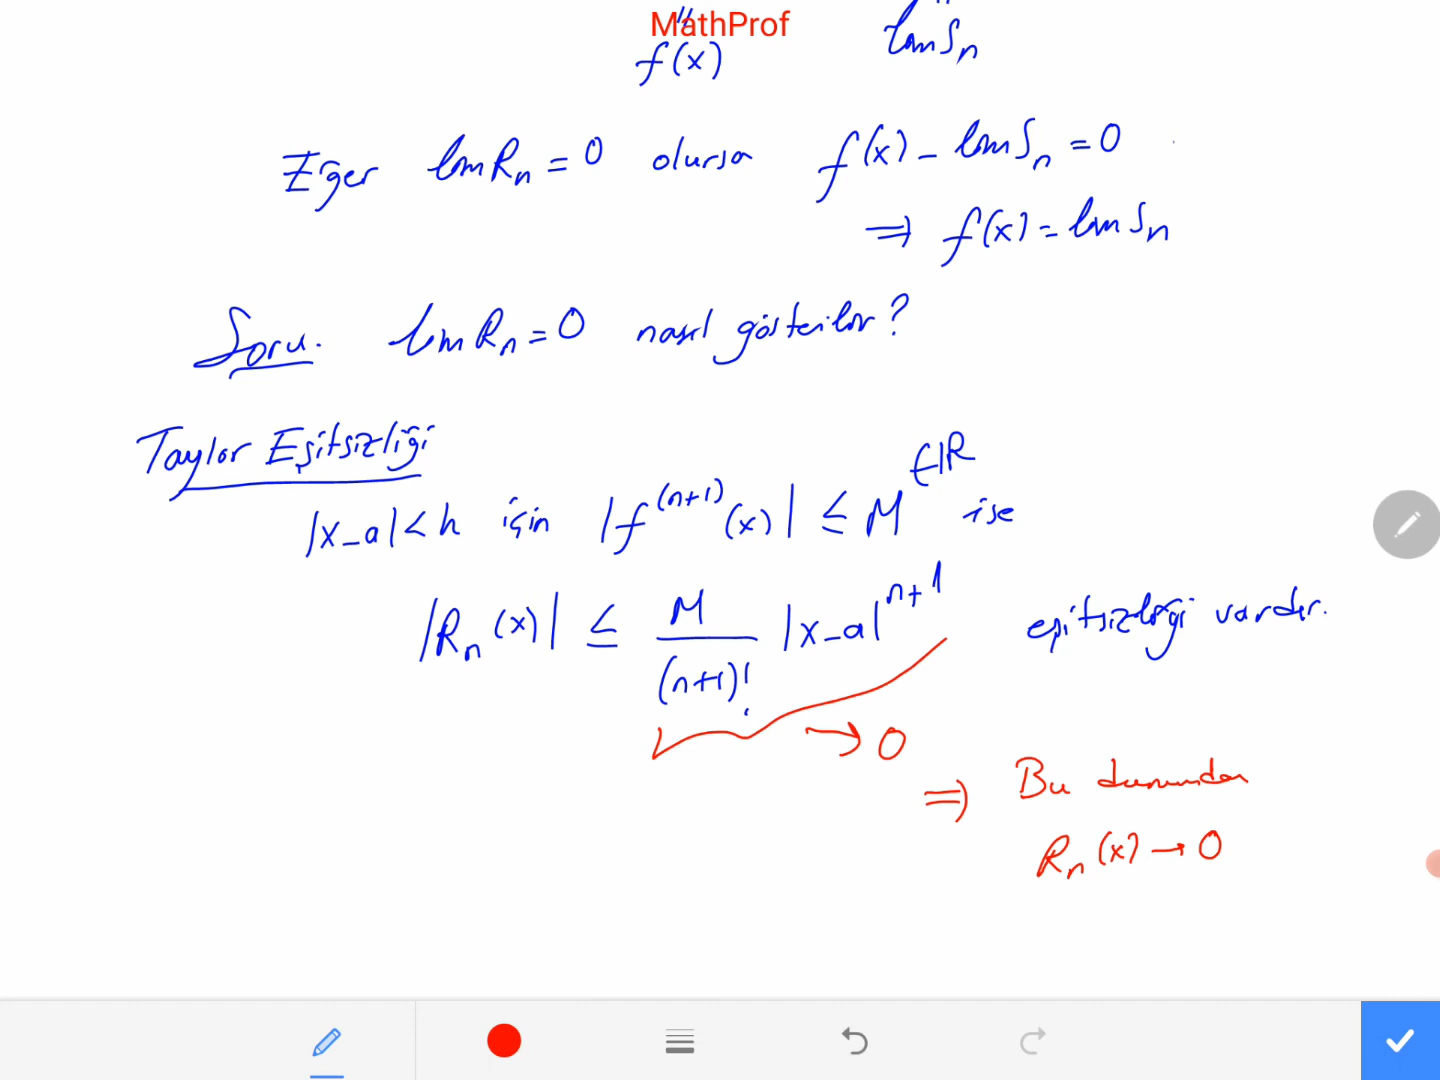 MathProf
f(x) lim Sn
Eğer lim Rn = 0 olursa f(x) - lim Sn = 0
⇒ f(x) = lim Sn
Soru. lim Rn = 0 nasıl gösterilir?
Taylor Eşitsizliği
|x-a| < h için |f^(n+1)(x)| ≤ M ∈ ℝ ise
|Rn(x)| ≤ M/(n+1)! |x-a|^(n+1) eşitsizliği vardır.
→ 0
⇒ Bu durumdan
Rn(x) → 0